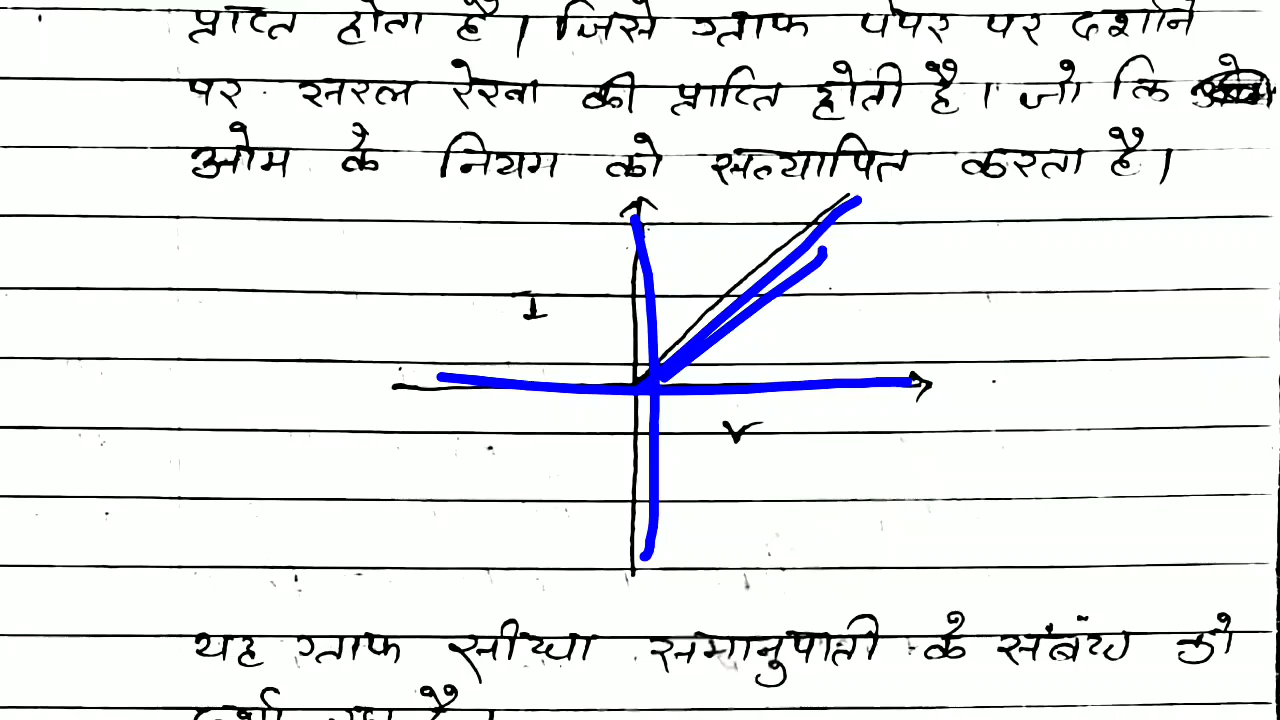 प्राप्त होता है। जिसे ग्राफ पेपर पर दर्शाने
पर सरल रेखा की प्राप्ति होती है। जो कि
ओम के नियम को सत्यापित करता है।
I
V
यह ग्राफ सीधा समानुपाती के संबंध को